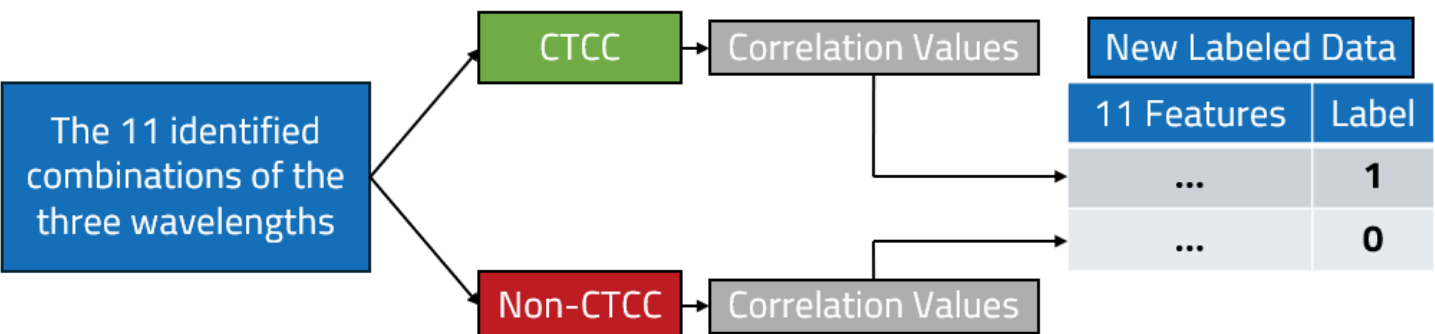 The 11 identified
combinations of the
three wavelengths
CTCC
Correlation Values
Non-CTCC
Correlation Values
New Labeled Data
11 Features Label
... 1
... 0